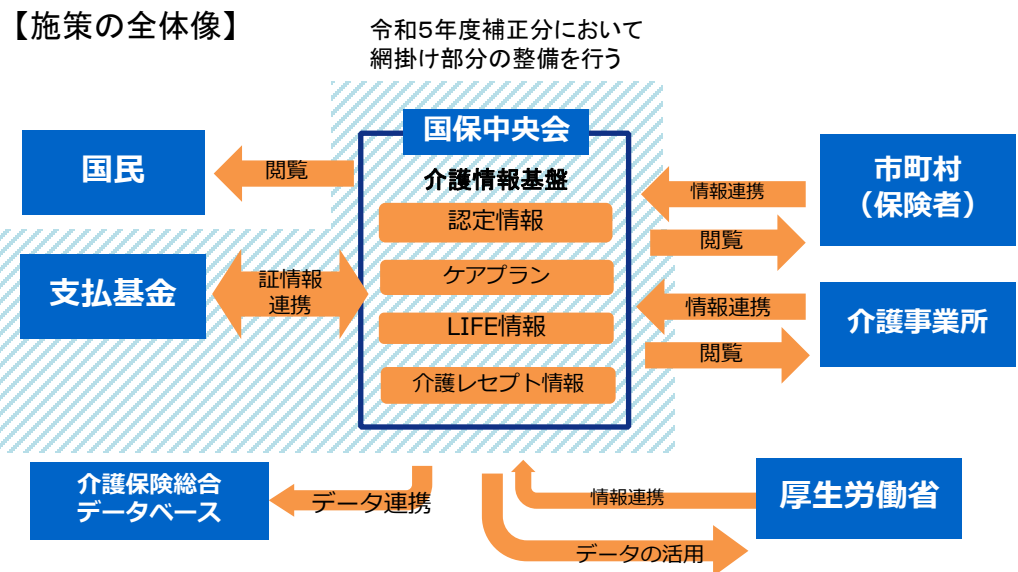 【施策の全体像】
令和5年度補正分において
網掛け部分の整備を行う
国民
閲覧
国保中央会
介護情報基盤
認定情報
ケアプラン
LIFE情報
介護レセプト情報
情報連携
閲覧
市町村
（保険者）
支払基金
証情報
連携
情報連携
閲覧
介護事業所
介護保険総合
データベース
データ連携
情報連携
データの活用
厚生労働省